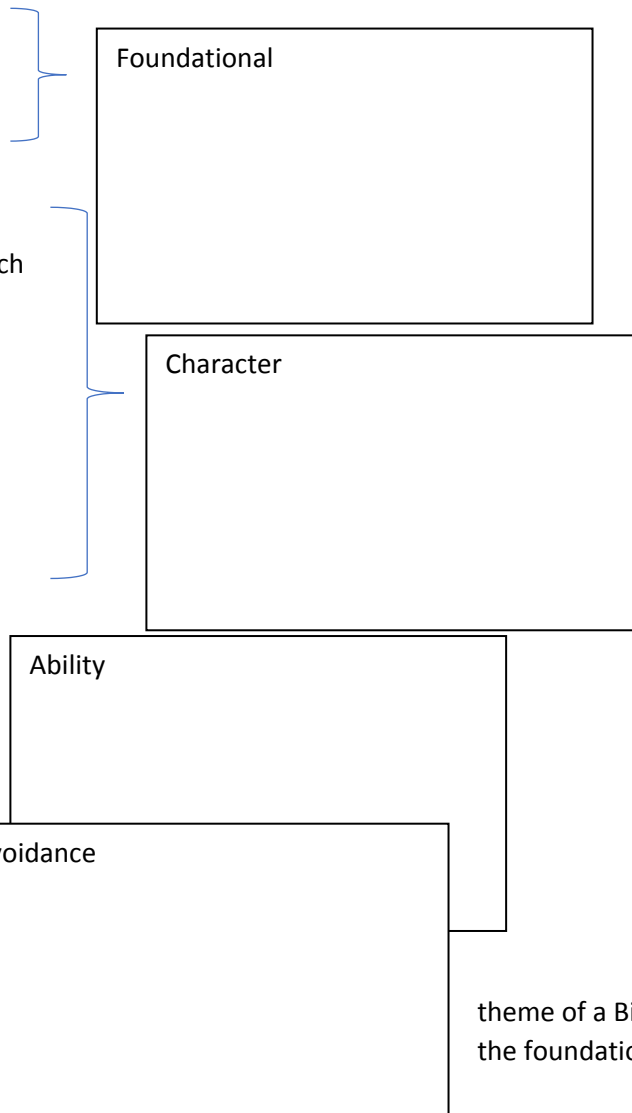 Foundational
ch
Character
Ability
voidance
theme of a Bi
the foundatio